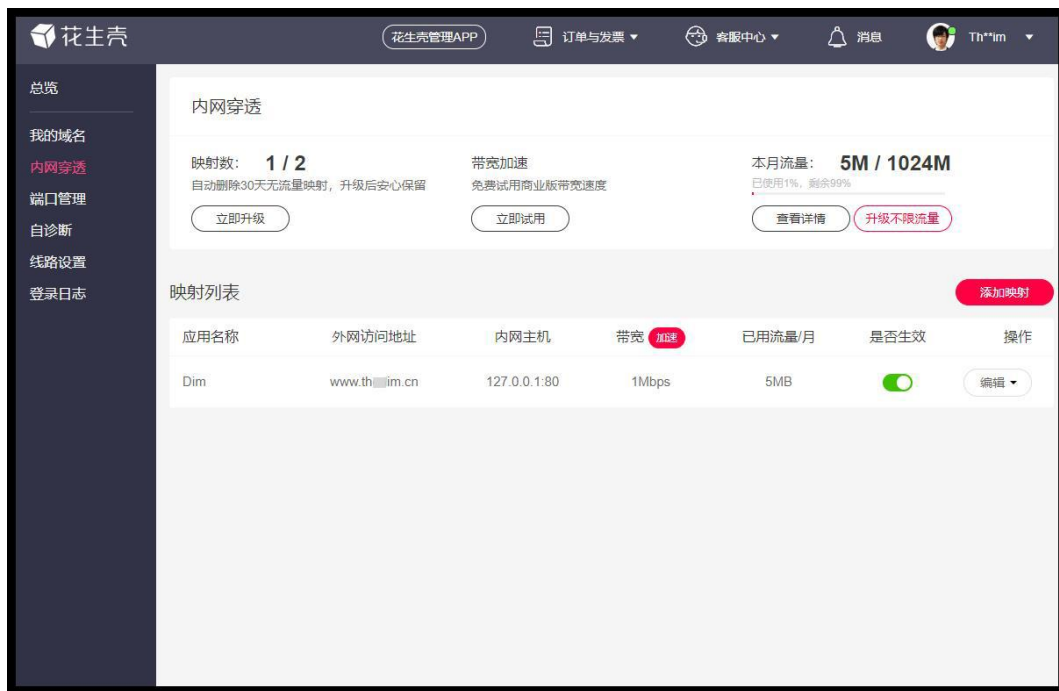 花生壳
花生壳管理APP
订单与发票
客服中心
消息
Th**im
总览
我的域名
内网穿透
端口管理
自诊断
线路设置
登录日志
内网穿透
映射数： 1 / 2
自动删除30天无流量映射，升级后安心保留
立即升级
带宽加速
免费试用商业版带宽速度
立即试用
本月流量： 5M / 1024M
已使用1%，剩余99%
查看详情
升级不限流量
映射列表
添加映射
应用名称 外网访问地址 内网主机 带宽 加速 已用流量/月 是否生效 操作
Dim www.th im.cn 127.0.0.1:80 1Mbps 5MB 编辑